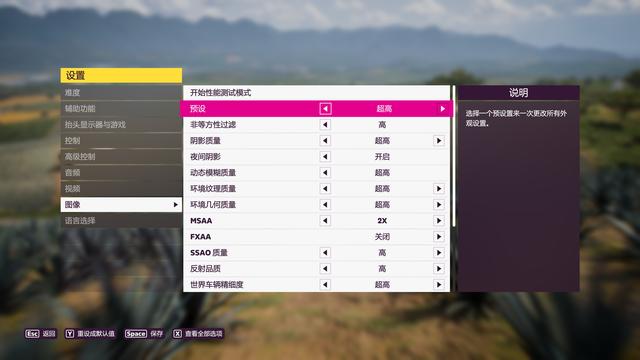 设置
难度
辅助功能
抬头显示器与游戏
控制
高级控制
音频
视频
图像
语言选择
开始性能测试模式
预设 超高
非等方性过滤 高
阴影质量 超高
夜间阴影 开启
动态模糊质量 超高
环境纹理质量 超高
环境几何质量 超高
MSAA 2X
FXAA 关闭
SSAO 质量 高
反射品质 高
世界车辆精细度 超高
说明
选择一个预设置来一次更改所有外
观设置。
Esc 返回 Y 重设成默认值 Space 保存 X 查看全部选项